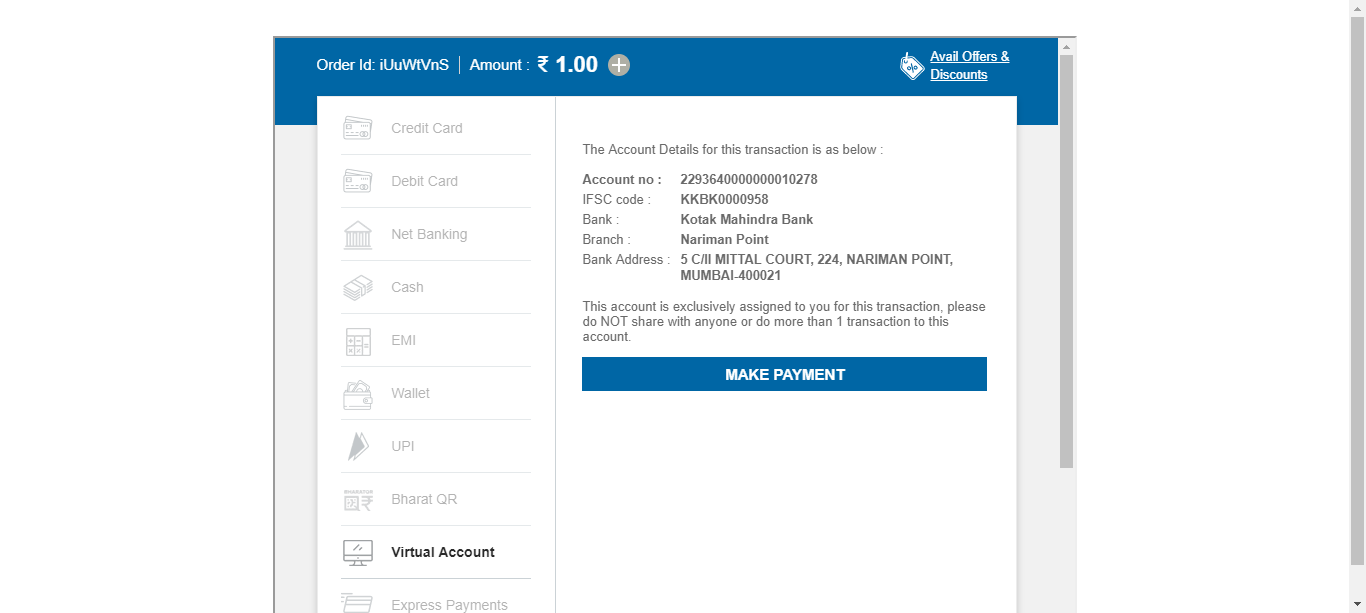 Order Id: iUuWtVnS | Amount : ₹ 1.00
Avail Offers &
Discounts
Credit Card
Debit Card
Net Banking
Cash
EMI
Wallet
UPI
BHARATQR
Bharat QR
Virtual Account
Express Payments
The Account Details for this transaction is as below :
Account no : 2293640000000010278
IFSC code : KKBK0000958
Bank : Kotak Mahindra Bank
Branch : Nariman Point
Bank Address : 5 C/II MITTAL COURT, 224, NARIMAN POINT,
MUMBAI-400021
This account is exclusively assigned to you for this transaction, please
do NOT share with anyone or do more than 1 transaction to this
account.
MAKE PAYMENT